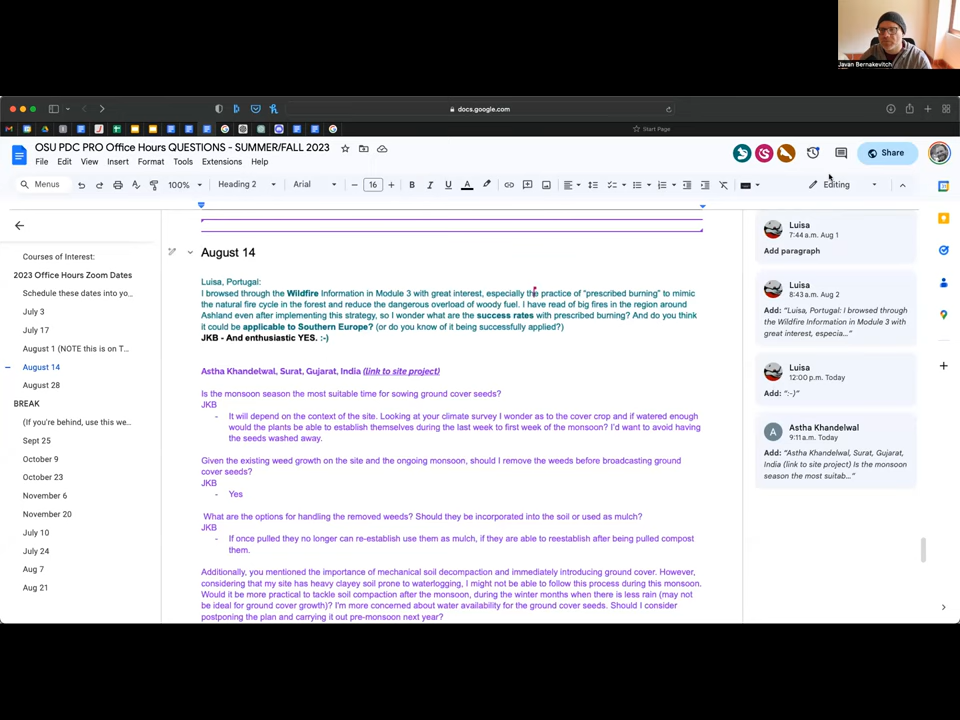 Javan Bernakevitch
docs.google.com
Start Page
OSU PDC PRO Office Hours QUESTIONS - SUMMER/FALL 2023
File Edit View Insert Format Tools Extensions Help
Share
Menus
100%
Heading 2
Arial
16
Editing
Courses of Interest:
2023 Office Hours Zoom Dates
Schedule these dates into yo...
July 3
July 17
August 1 (NOTE this is on T...
August 14
August 28
BREAK
(If you're behind, use this we...
Sept 25
October 9
October 23
November 6
November 20
July 10
July 24
Aug 7
Aug 21
August 14
Luisa, Portugal:
I browsed through the Wildfire Information in Module 3 with great interest, especially the practice of "prescribed burning" to mimic
the natural fire cycle in the forest and reduce the dangerous overload of woody fuel. I have read of big fires in the region around
Ashland even after implementing this strategy, so I wonder what are the success rates with prescribed burning? And do you think
it could be applicable to Southern Europe? (or do you know of it being successfully applied?)
JKB - And enthusiastic YES. :-)
Astha Khandelwal, Surat, Gujarat, India (link to site project)
Is the monsoon season the most suitable time for sowing ground cover seeds?
JKB
- It will depend on the context of the site. Looking at your climate survey I wonder as to the cover crop and if watered enough
would the plants be able to establish themselves during the last week to first week of the monsoon? I'd want to avoid having
the seeds washed away.
Given the existing weed growth on the site and the ongoing monsoon, should I remove the weeds before broadcasting ground
cover seeds?
JKB
- Yes
What are the options for handling the removed weeds? Should they be incorporated into the soil or used as mulch?
JKB
- If once pulled they no longer can re-establish use them as mulch, if they are able to reestablish after being pulled compost
them.
Additionally, you mentioned the importance of mechanical soil decompaction and immediately introducing ground cover. However,
considering that my site has heavy clayey soil prone to waterlogging, I might not be able to follow this process during this monsoon.
Would it be more practical to tackle soil compaction after the monsoon, during the winter months when there is less rain (may not
be ideal for ground cover growth)? I'm more concerned about water availability for the ground cover seeds. Should I consider
postponing the plan and carrying it out pre-monsoon next year?
Luisa
7:44 a.m. Aug 1
Add paragraph
Luisa
8:43 a.m. Aug 2
Add: "Luisa, Portugal: I browsed through
the Wildfire Information in Module 3 with
great interest, especia..."
Luisa
12:00 p.m. Today
Add: ":-)"
A
Astha Khandelwal
9:11 a.m. Today
Add: "Astha Khandelwal, Surat, Gujarat,
India (link to site project) Is the monsoon
season the most suitab..."